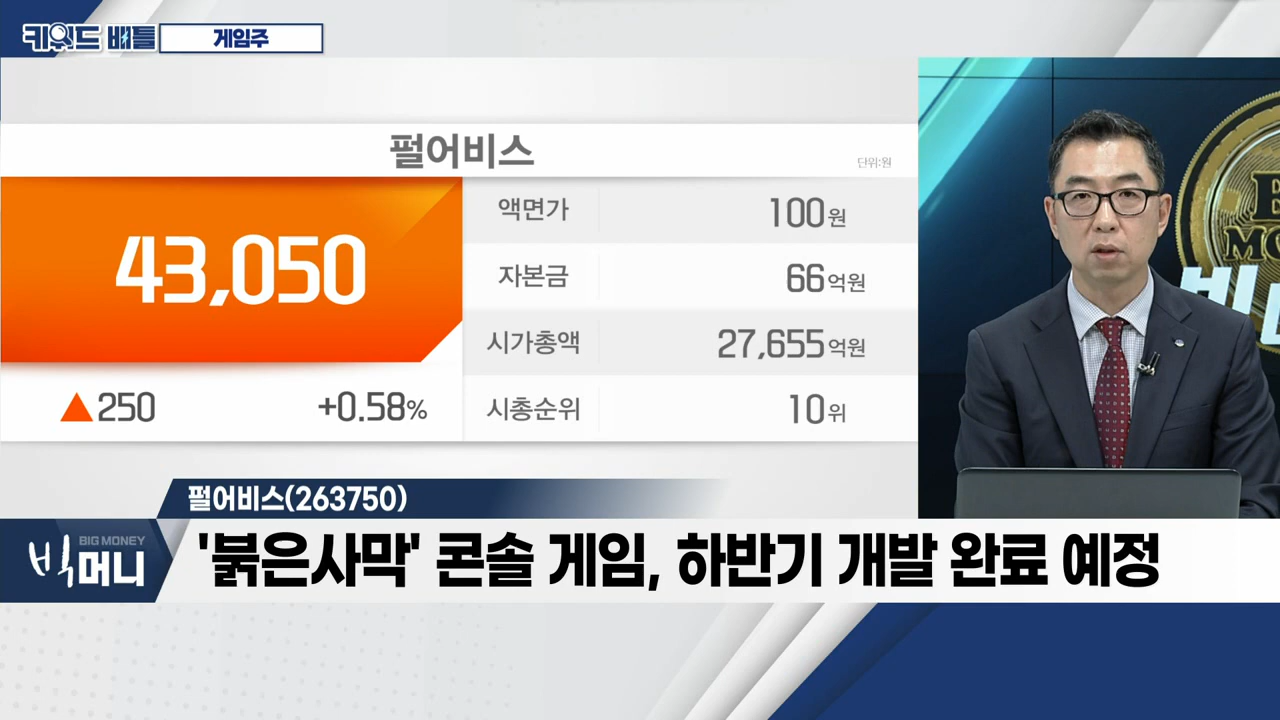 키워드 배틀
게임주
펄어비스
단위:원
43,050
▲250 +0.58%
액면가 100원
자본금 66억원
시가총액 27,655억원
시총순위 10위
펄어비스(263750)
BIG MONEY
빅머니
'붉은사막' 콘솔 게임, 하반기 개발 완료 예정